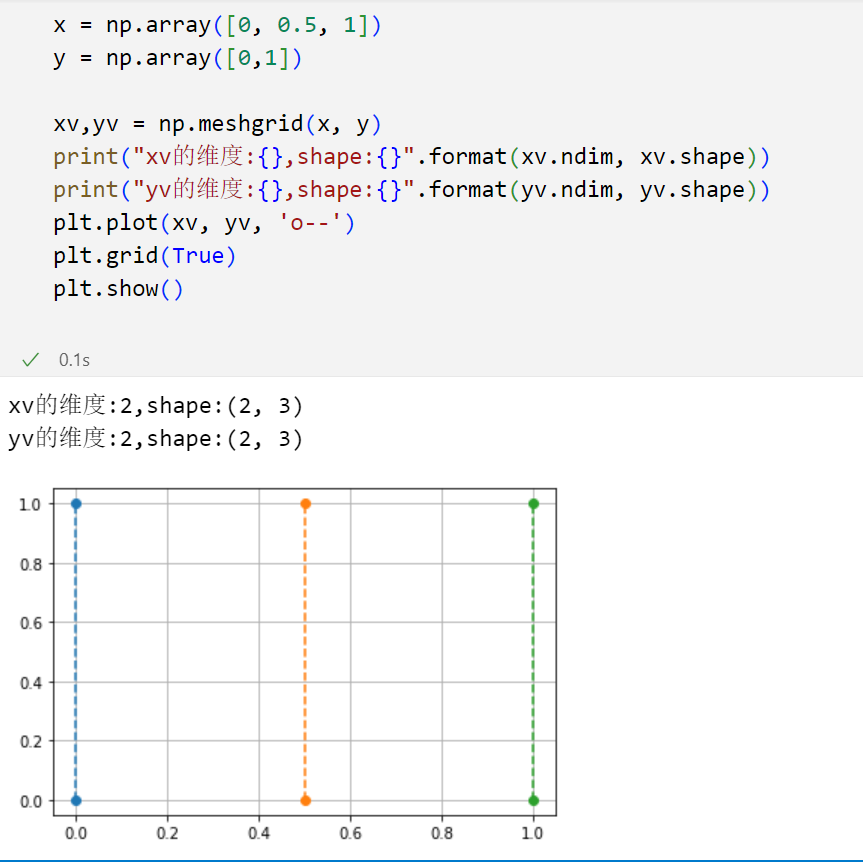 x = np.array([0, 0.5, 1])
y = np.array([0,1])
xv,yv = np.meshgrid(x, y)
print("xv的维度:{},shape:{}".format(xv.ndim, xv.shape))
print("yv的维度:{},shape:{}".format(yv.ndim, yv.shape))
plt.plot(xv, yv, 'o--')
plt.grid(True)
plt.show()
0.1s
xv的维度:2,shape:(2, 3)
yv的维度:2,shape:(2, 3)
1.0
0.8
0.6
0.4
0.2
0.0
0.0 0.2 0.4 0.6 0.8 1.0